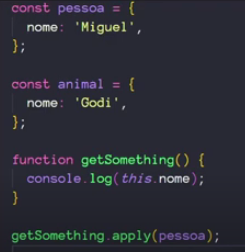 const pessoa = {
  nome: 'Miguel',
};
const animal = {
  nome: 'Godi',
};
function getSomething() {
  console.log(this.nome);
}
getSomething.apply(pessoa);